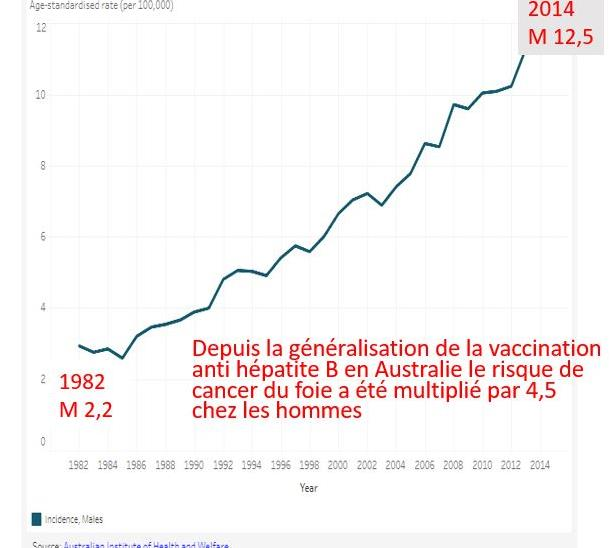 Age-standardised rate (per 100,000)
2014
M 12,5
12
10
8
6
4
2
0
Depuis la généralisation de la vaccination
anti hépatite B en Australie le risque de
cancer du foie a été multiplié par 4,5
chez les hommes
1982
M 2,2
1982 1984 1986 1988 1990 1992 1994 1996 1998 2000 2002 2004 2006 2008 2010 2012 2014
Year
Incidence, Males
Source: Australian Institute of Health and Welfare